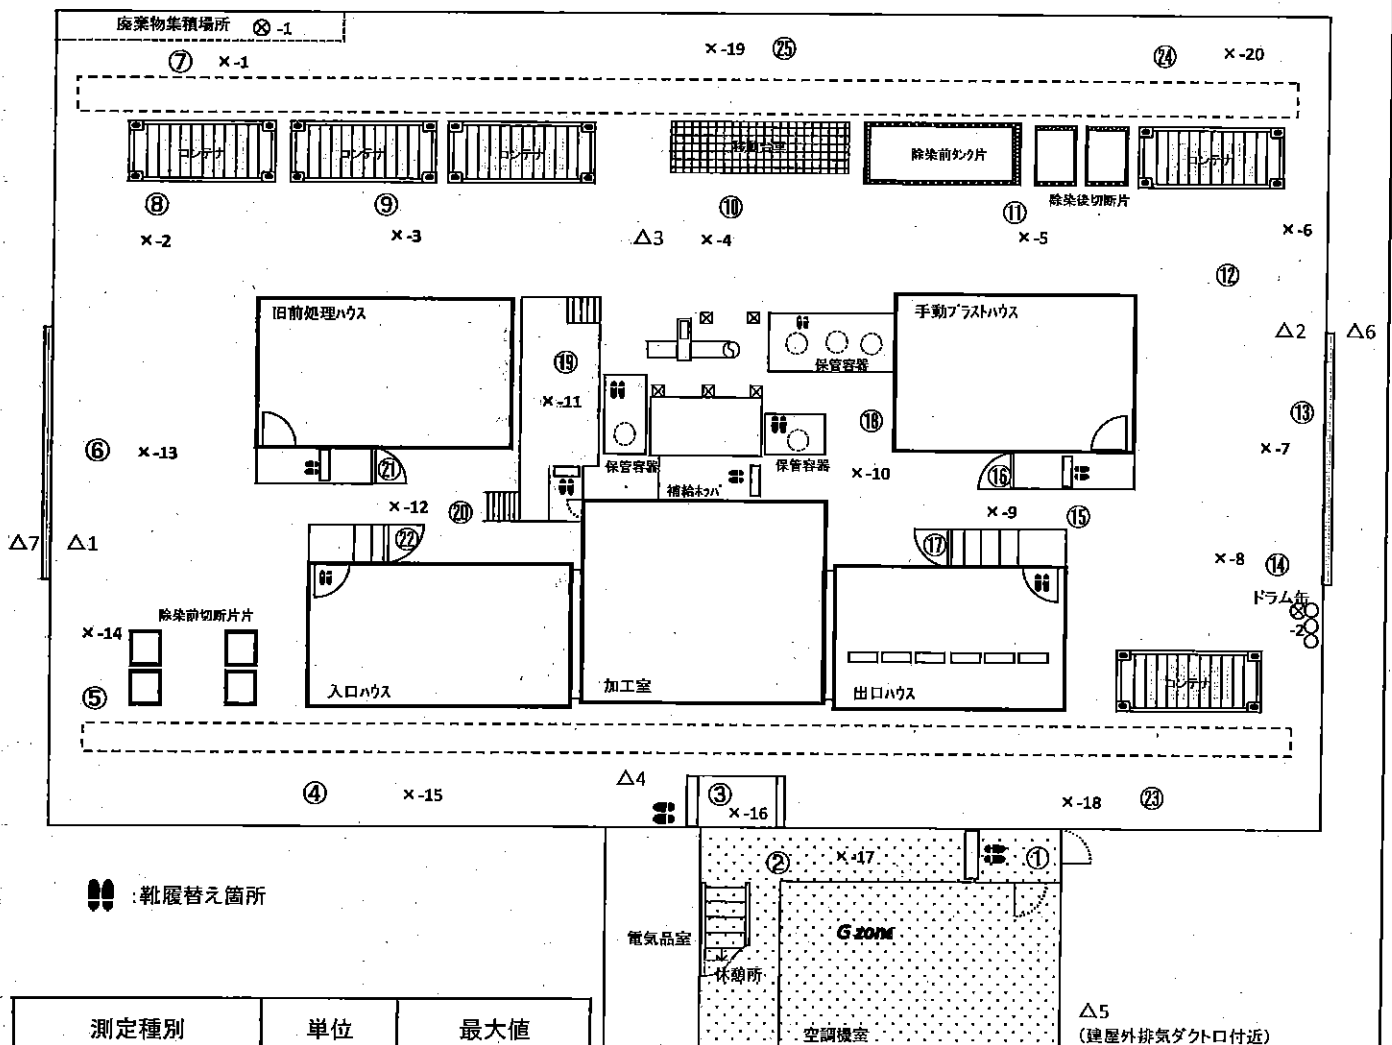 廃棄物集積場所 ⊗ -1
⑦ ×-1 ×-19 ㉕ ㉔ ×-20
コンテナ コンテナ コンテナ 除染前タンク片 コンテナ
除染後切断片
⑧ ⑨ ⑩ ⑪
×-2 ×-3 △3 ×-4 ×-5 ×-6
⑫
旧前処理ハウス 手動ブラストハウス
△2 △6
⑲ 保管容器
×-11 ⑱ ⑬
⑥ ×-13 ×-7
㉑ 保管容器 保管容器 ×-10 ⑯
補給ホッパ
×-12 ⑳ ×-9 ⑮
△7 △1 ㉒ ⑰ ×-8 ⑭
ドラム缶
⊗
-2
除染前切断片片
×-14
⑤ 入口ハウス 加工室 出口ハウス コンテナ
④ ×-15 △4 ③ ×-16 ×-18 ㉓
② ×-17 ①
:靴履替え箇所
電気品室 G zone
休憩所
空調機室
△5
(建屋外排気ダクト口付近)
測定種別 単位 最大値